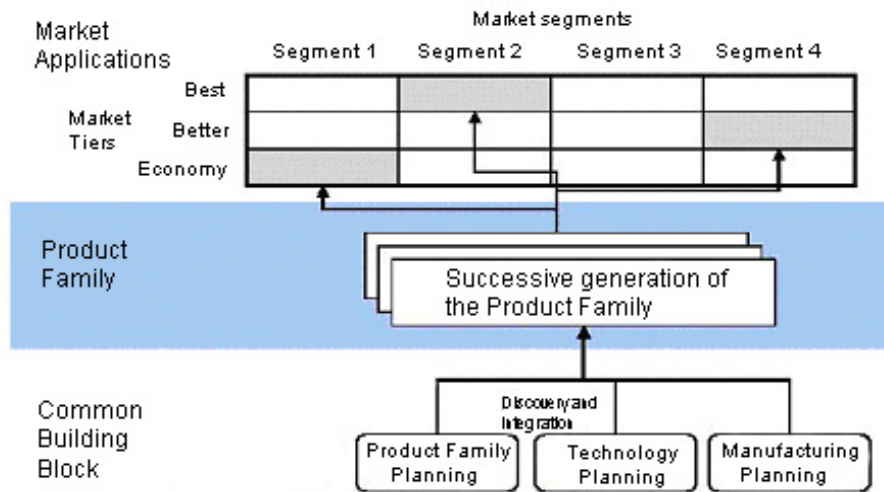 Market segments
Market
Applications
Segment 1 Segment 2 Segment 3 Segment 4
Best
Market
Tiers
Better
Economy
Product
Family
Successive generation of
the Product Family
Common
Building
Block
Discovery and
Integration
Product Family
Planning
Technology
Planning
Manufacturing
Planning